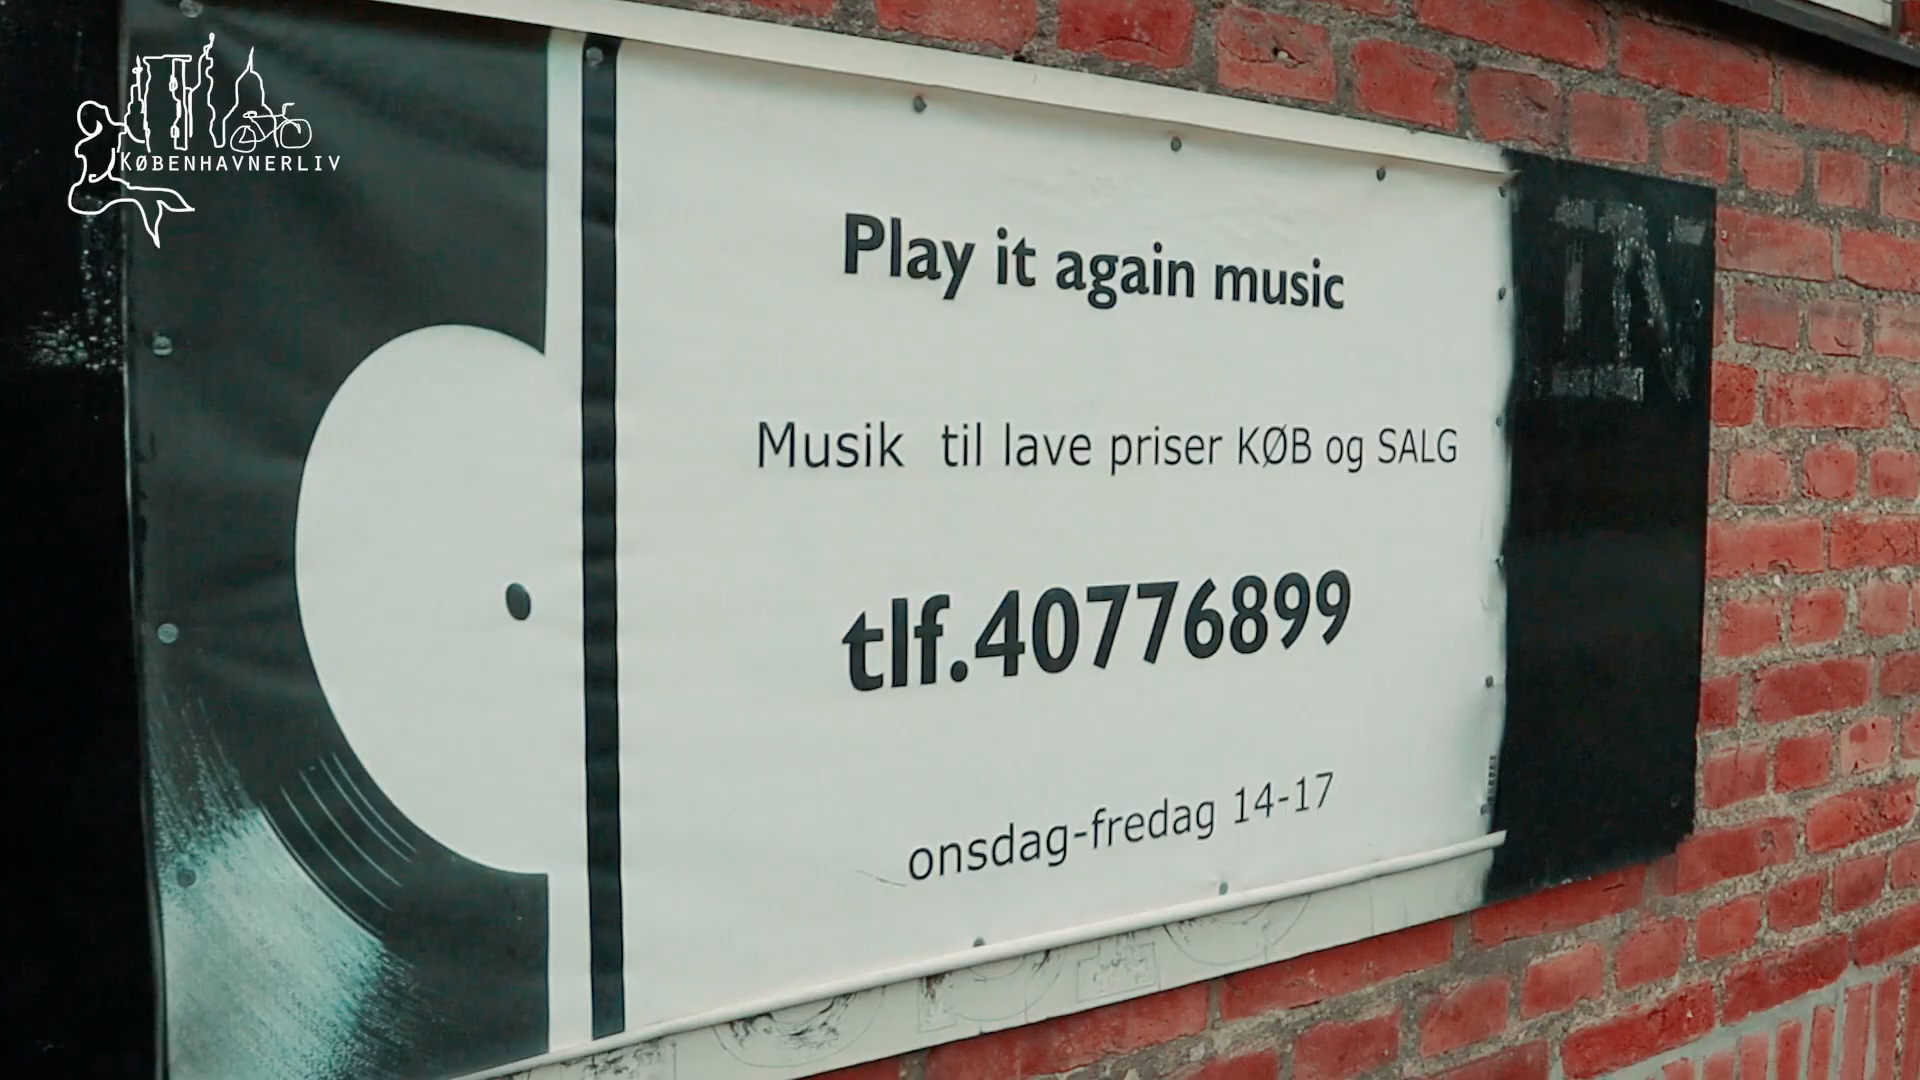 KØBENHAVNERLIV
Play it again music
Musik til lave priser KØB og SALG
tlf.40776899
onsdag-fredag 14-17